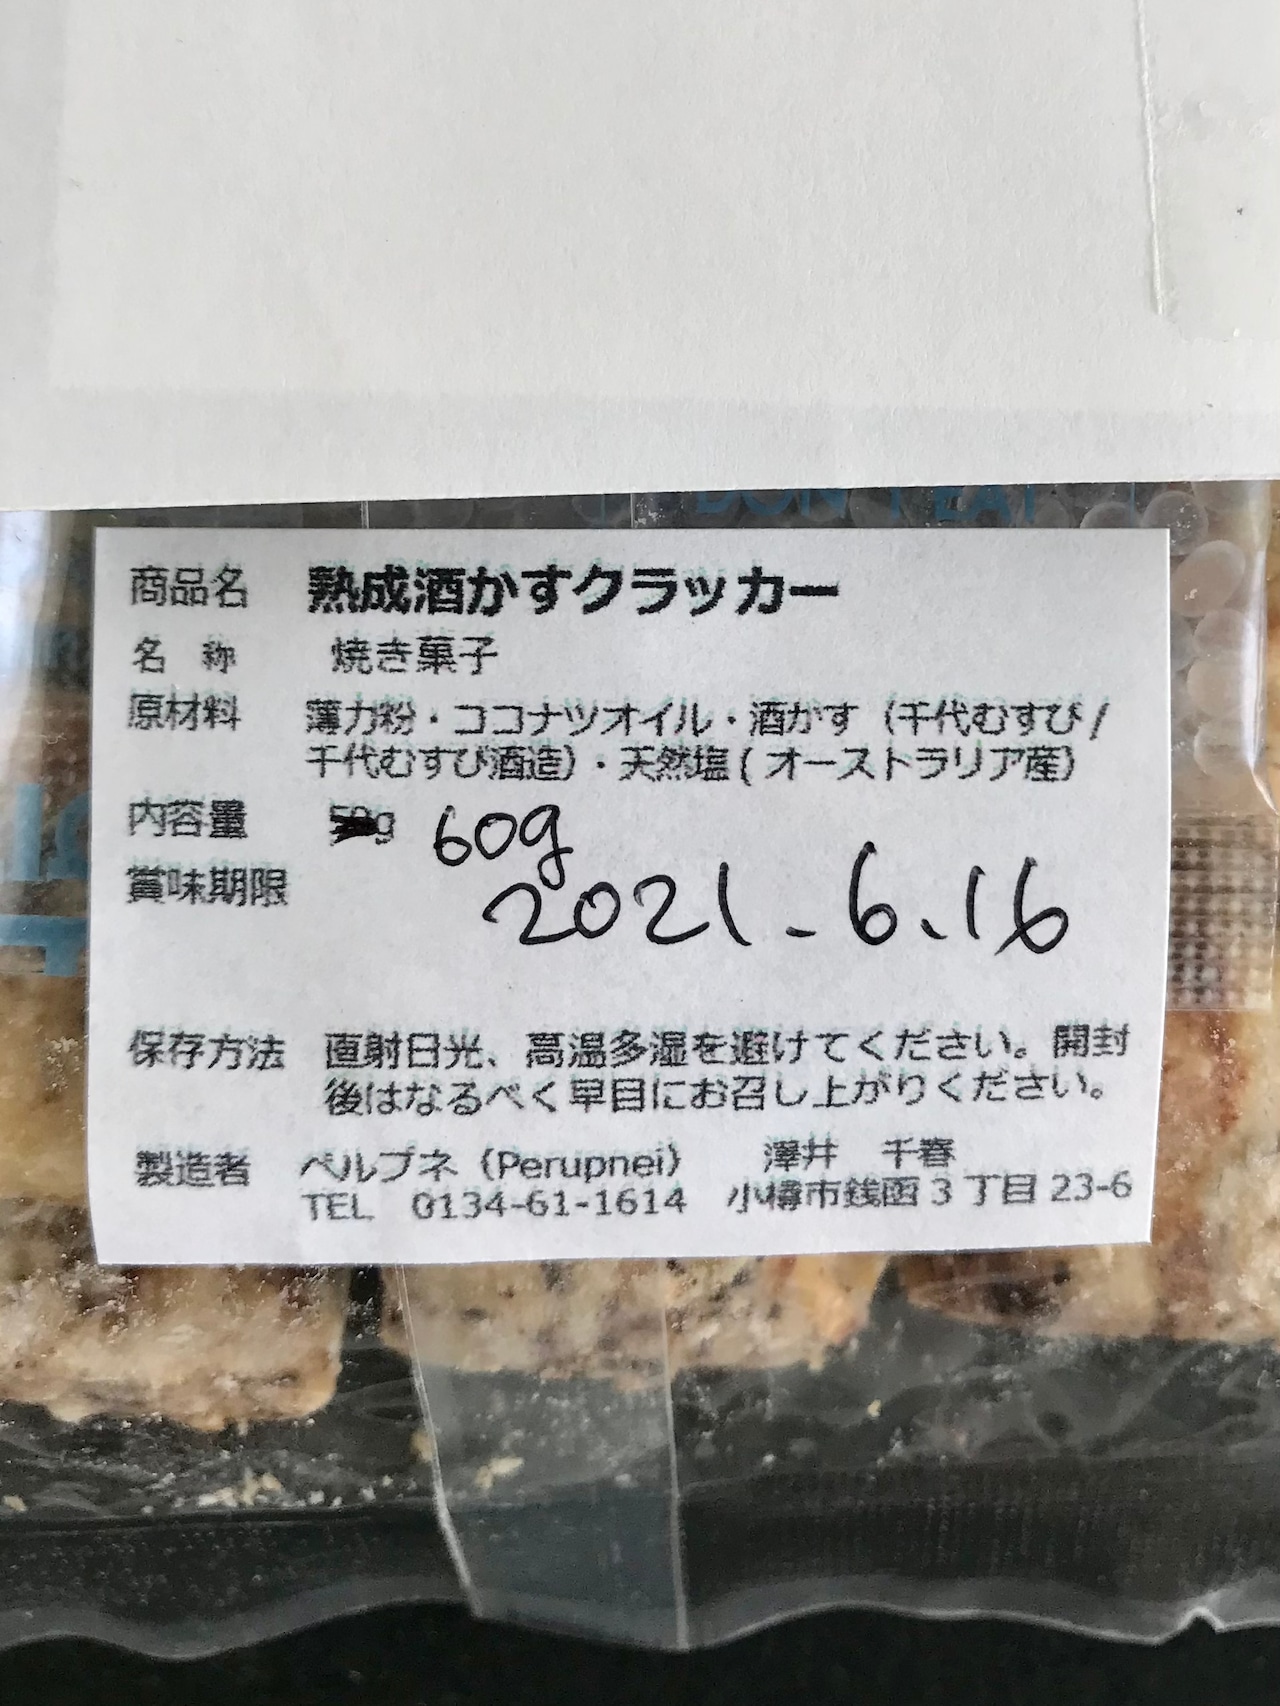 DON'T EAT
商品名 熟成酒かすクラッカー
名 称 焼き菓子
原材料 薄力粉・ココナツオイル・酒かす（千代むすび/
千代むすび酒造）・天然塩( オーストラリア産）
内容量 g 60g
賞味期限 2021.6.16
保存方法 直射日光、高温多湿を避けてください。開封
後はなるべく早目にお召し上がりください。
製造者 ペルプネ（Perupnei） 澤井 千春
TEL 0134-61-1614 小樽市銭函３丁目 23-6